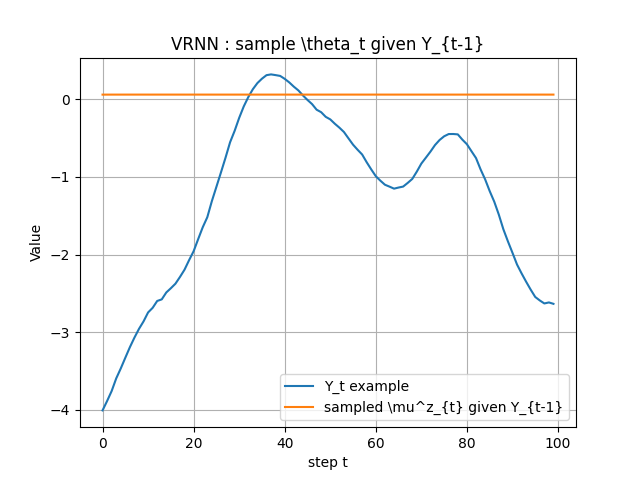 VRNN : sample \theta_t given Y_{t-1}
Value
0
−1
−2
−3
−4
0 20 40 60 80 100
step t
Y_t example
sampled \mu^z_{t} given Y_{t-1}